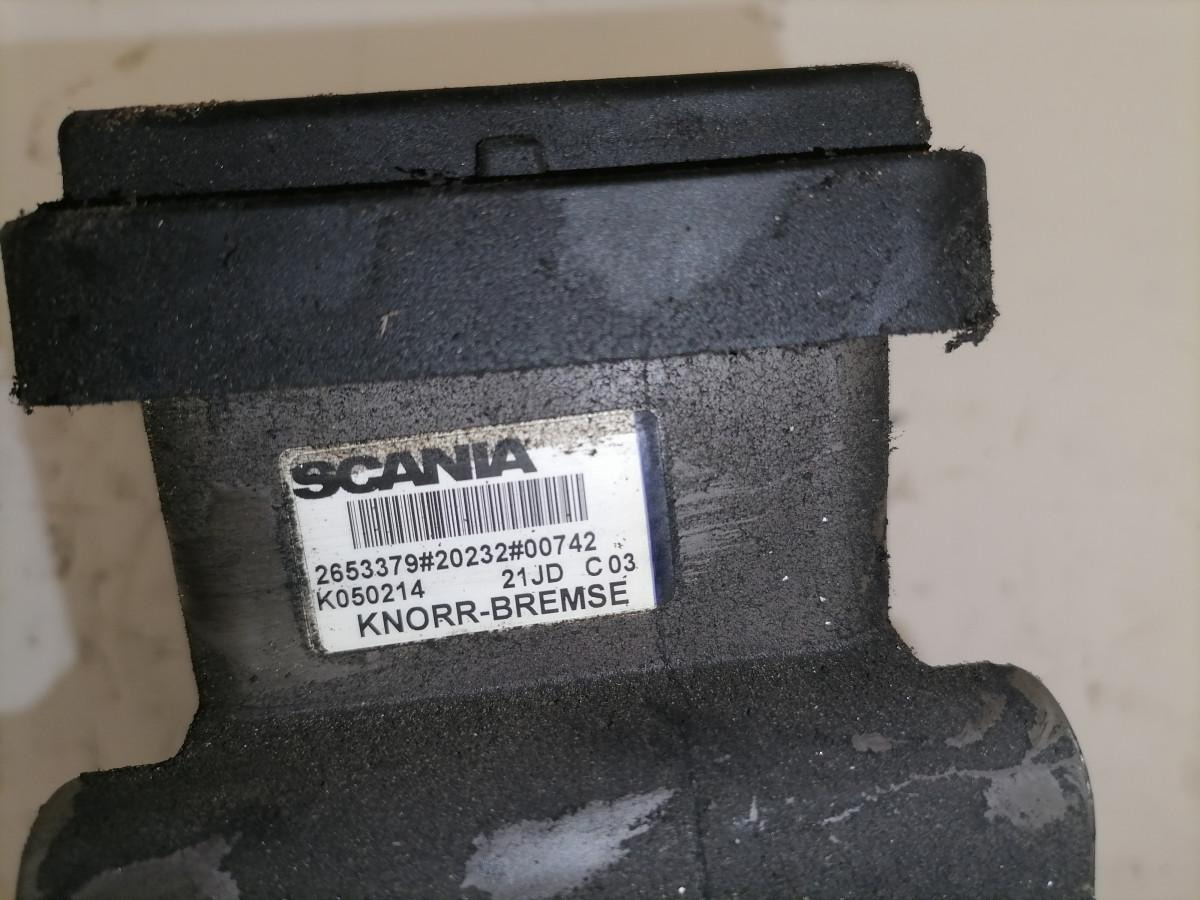 SCANIA
2653379#20232#00742
K050214 21JD C03
KNORR-BREMSE